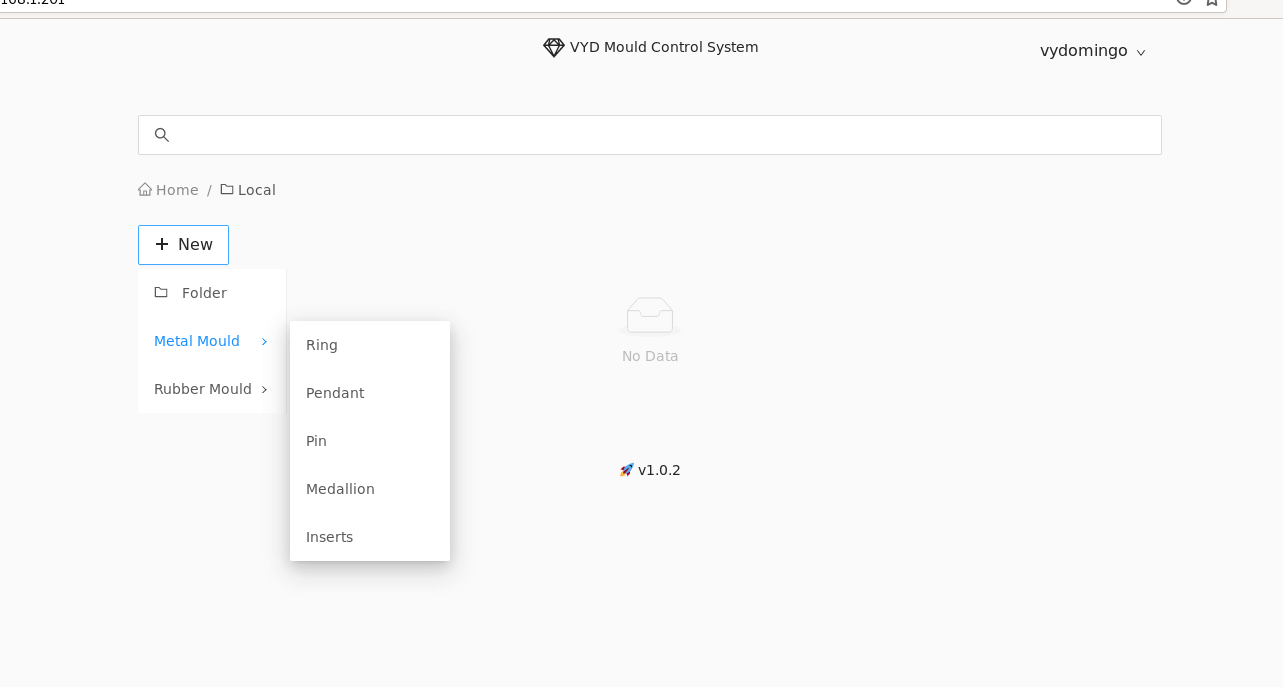 168.1.201
VYD Mould Control System
vydomingo
Home / Local
+ New
Folder
Metal Mould
Rubber Mould
Ring
Pendant
Pin
Medallion
Inserts
No Data
🚀 v1.0.2